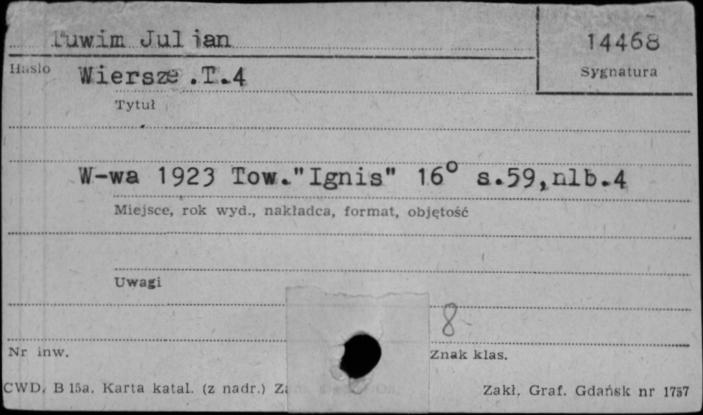 Tuwim Julian
14468
Hasło
Sygnatura
Wiersze.T.4
Tytuł
W-wa 1923 Tow."Ignis" 16° s.59,nlb.4
Miejsce, rok wyd., nakładca, format, objętość
Uwagi
8
Nr inw.
Znak klas.
CWD, B 15a. Karta katal. (z nadr.)
Zakł. Graf. Gdańsk nr 1757